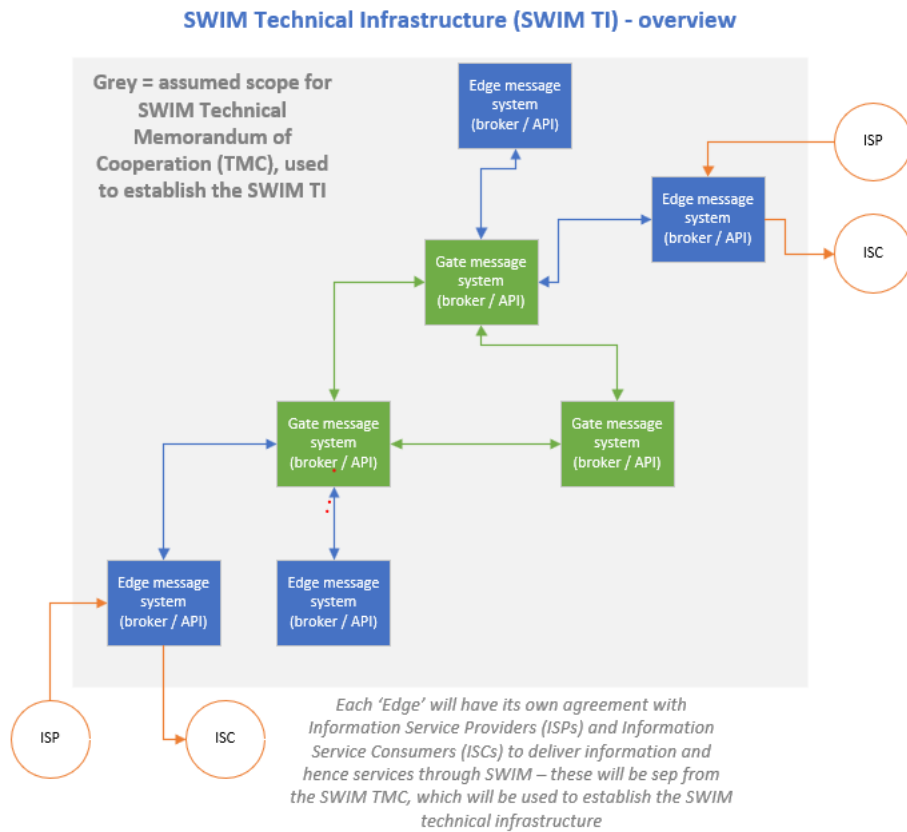 SWIM Technical Infrastructure (SWIM TI) - overview
Grey = assumed scope for
SWIM Technical
Memorandum of
Cooperation (TMC), used
to establish the SWIM TI
Edge message
system
(broker / API)
ISP
Edge message
system
(broker / API)
ISC
Gate message
system
(broker / API)
Gate message
system
(broker / API)
Gate message
system
(broker / API)
Edge message
system
(broker / API)
Edge message
system
(broker / API)
ISP
ISC
Each ‘Edge’ will have its own agreement with
Information Service Providers (ISPs) and Information
Service Consumers (ISCs) to deliver information and
hence services through SWIM – these will be sep from
the SWIM TMC, which will be used to establish the SWIM
technical infrastructure